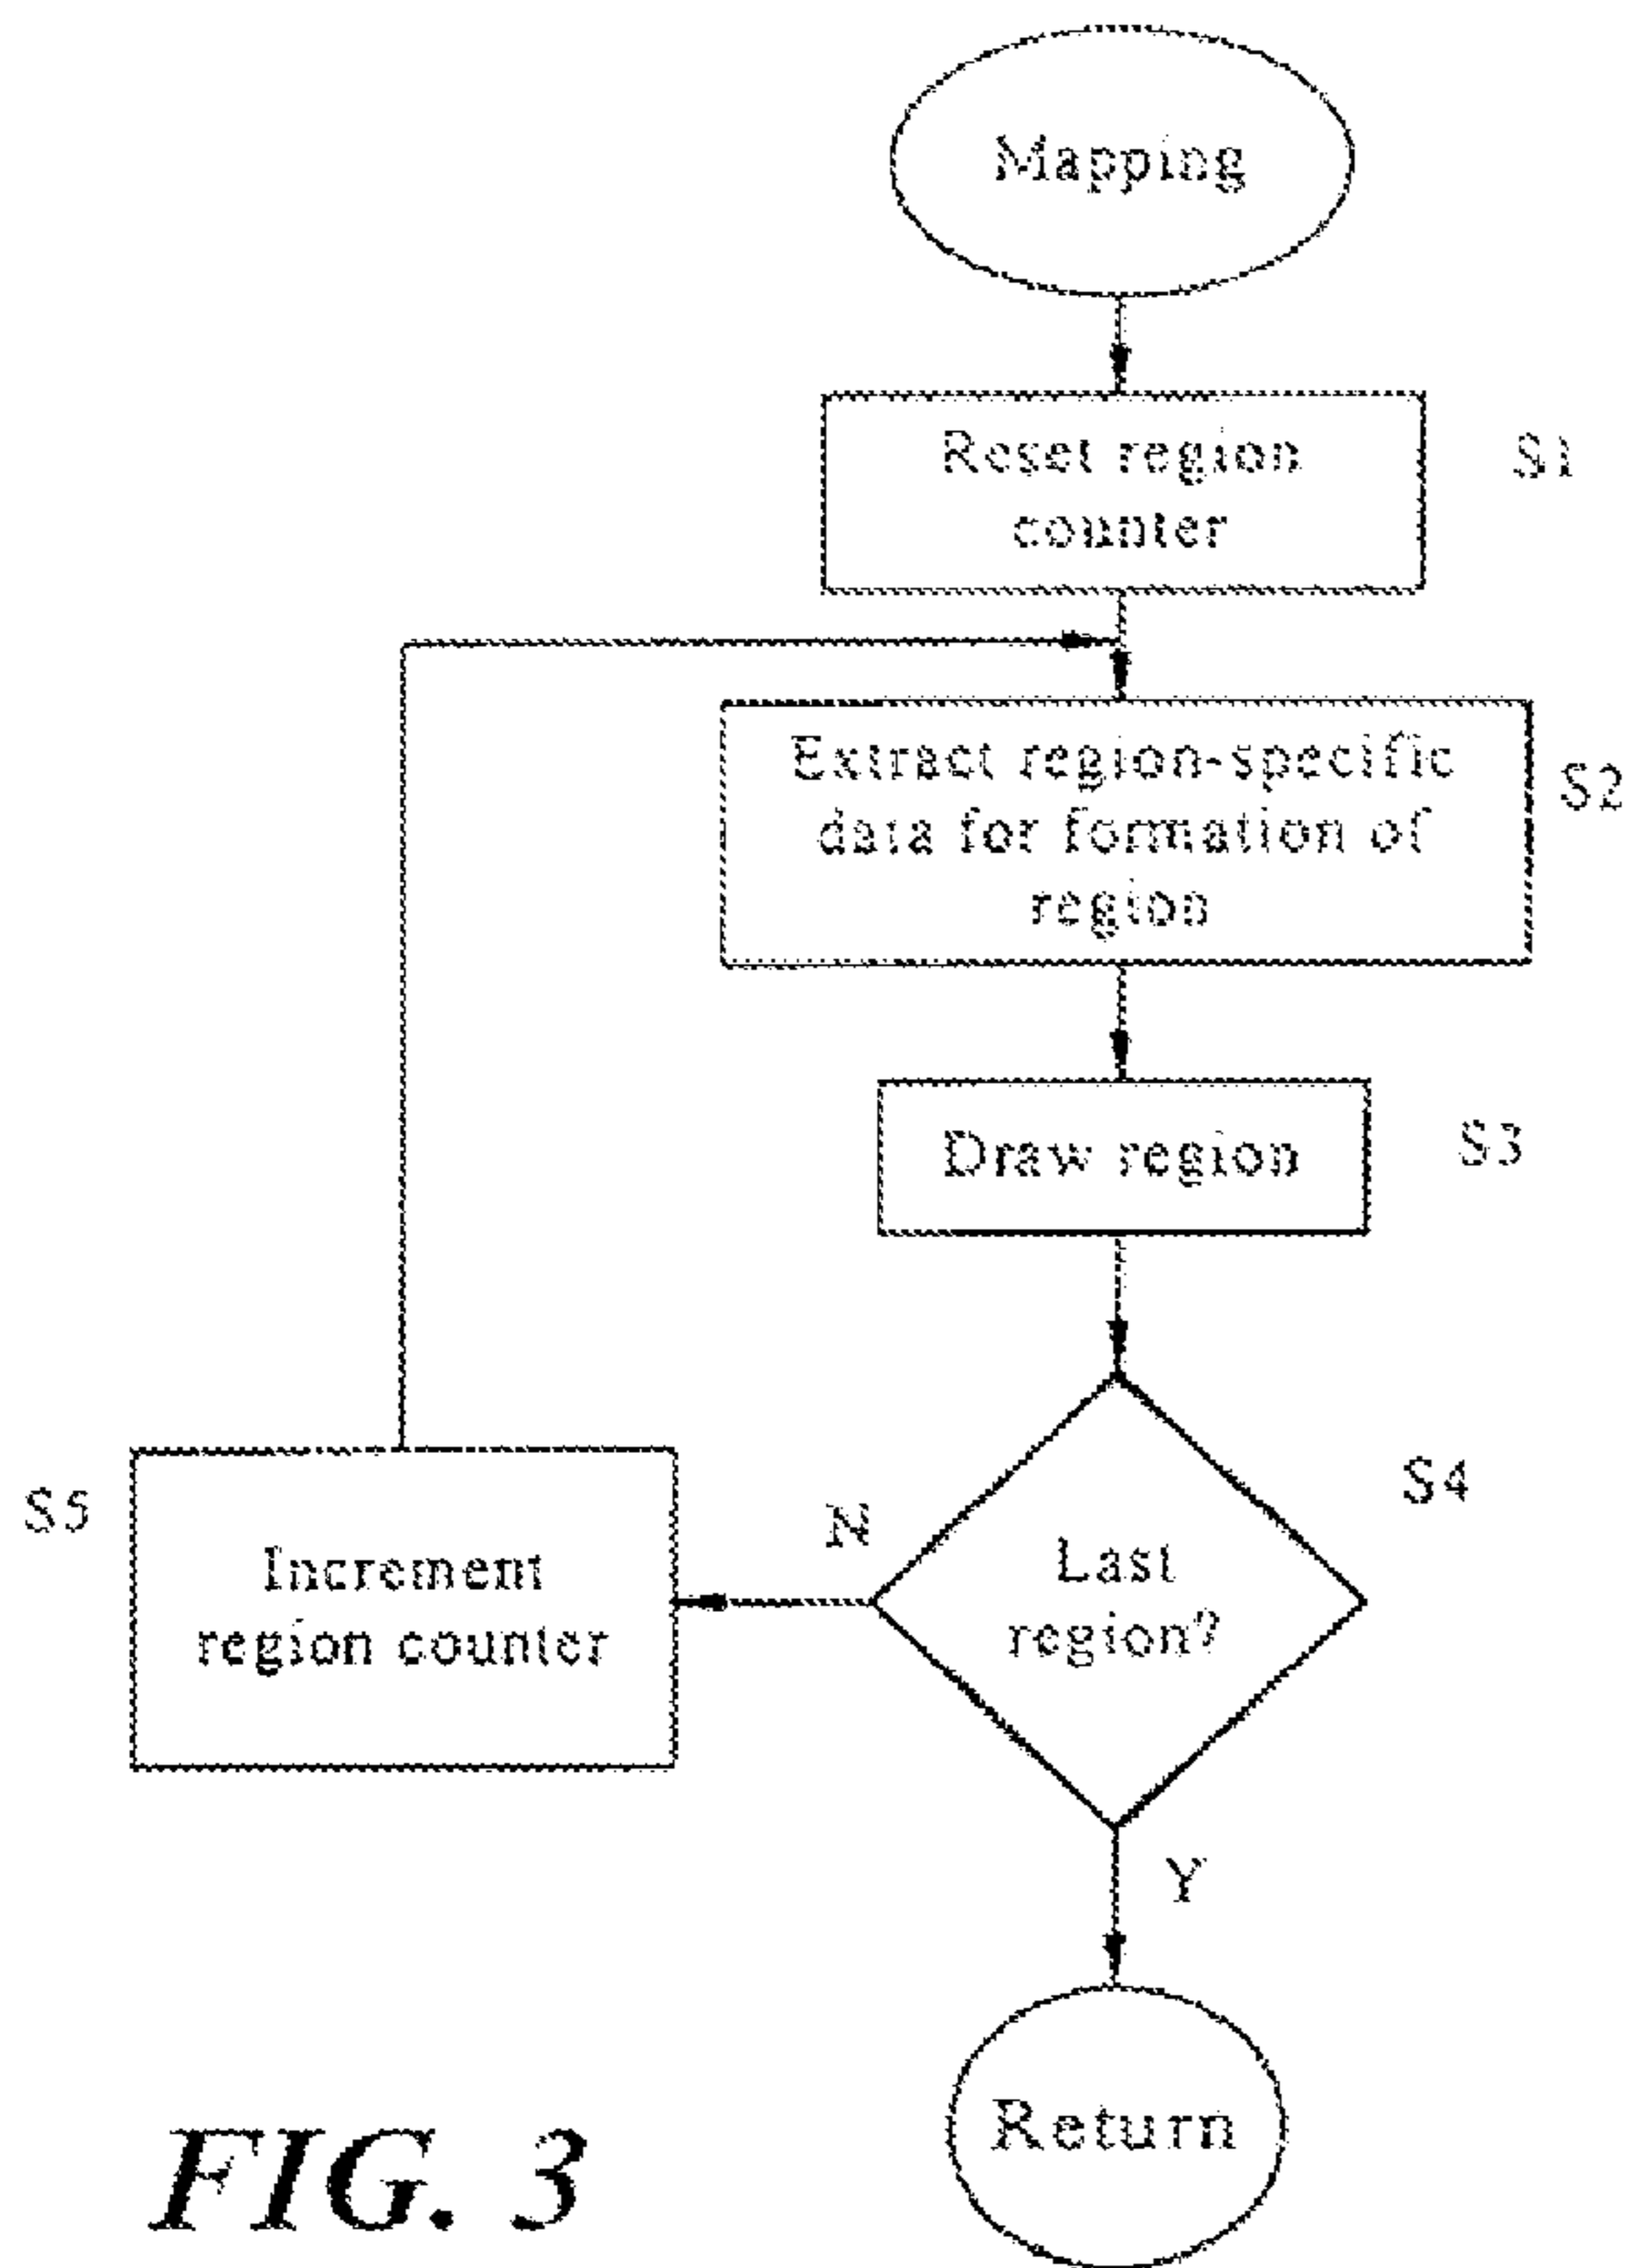 Mapping
Reset region
counter
S1
Extract region-specific
data for formation of
region
S2
Draw region
S3
S4
Last
region?
N
S5
Increment
region counter
Y
Return
FIG. 3